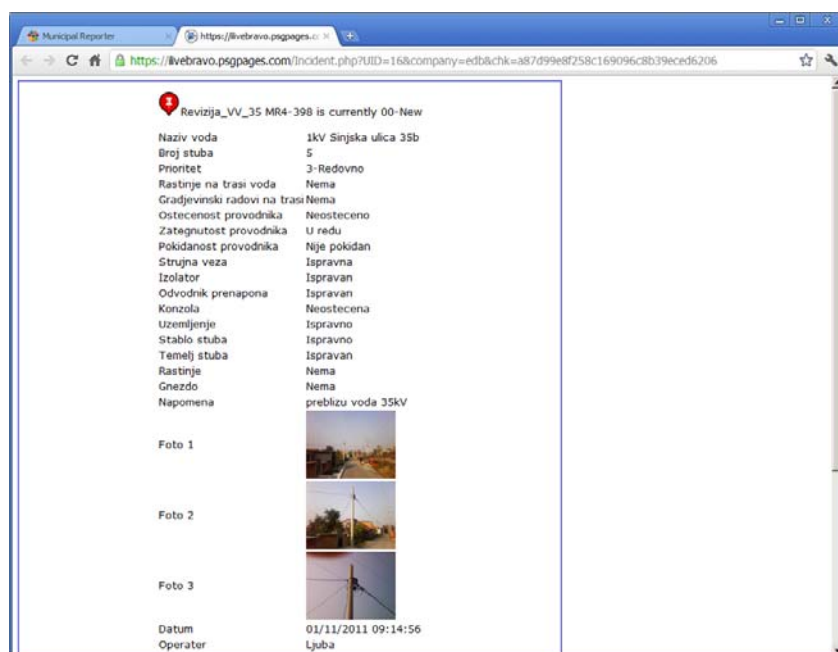 Municipal Reporter
https://livebravo.psgpages.cc
https://livebravo.psgpages.com/Incident.php?UID=16&company=edb&chk=a87d99e8f258c169096c8b39eced6206
Revizija_VV_35 MR4-398 is currently 00-New
Naziv voda 1kV Sinjska ulica 35b
Broj stuba 5
Prioritet 3-Redovno
Rastinje na trasi voda Nema
Gradjevinski radovi na trasi Nema
Ostecenost provodnika Neosteceno
Zategnutost provodnika U redu
Pokidanost provodnika Nije pokidan
Strujna veza Ispravna
Izolator Ispravan
Odvodnik prenapona Ispravan
Konzola Neostecena
Uzemljenje Ispravno
Stablo stuba Ispravno
Temelj stuba Ispravan
Rastinje Nema
Gnezdo Nema
Napomena preblizu voda 35kV
Foto 1
Foto 2
Foto 3
Datum 01/11/2011 09:14:56
Operater Ljuba